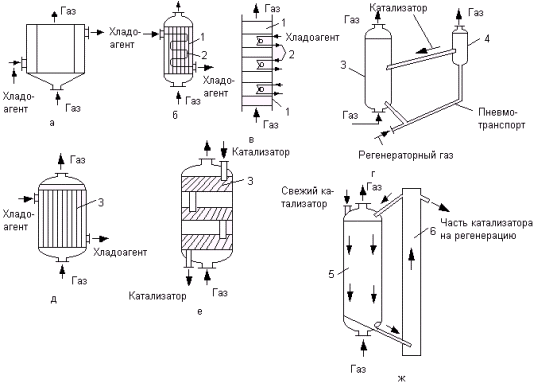 Газ
Хладо-
агент
Хладо-
агент
Газ
а
Хладо-
агент
1
2
Хладо-
агент
Газ
б
Газ
1
Хладоагент
2
1
Газ
в
Газ
Катализатор
Газ
4
3
Газ
Пневмо-
транспорт
Регенераторный газ
г
Газ
Хладо-
агент
3
Хладоагент
Газ
д
Газ
Катализатор
3
Катализатор
Газ
е
Свежий ка-
тализатор
Газ
Часть катализатора
на регенерацию
6
5
Газ
ж